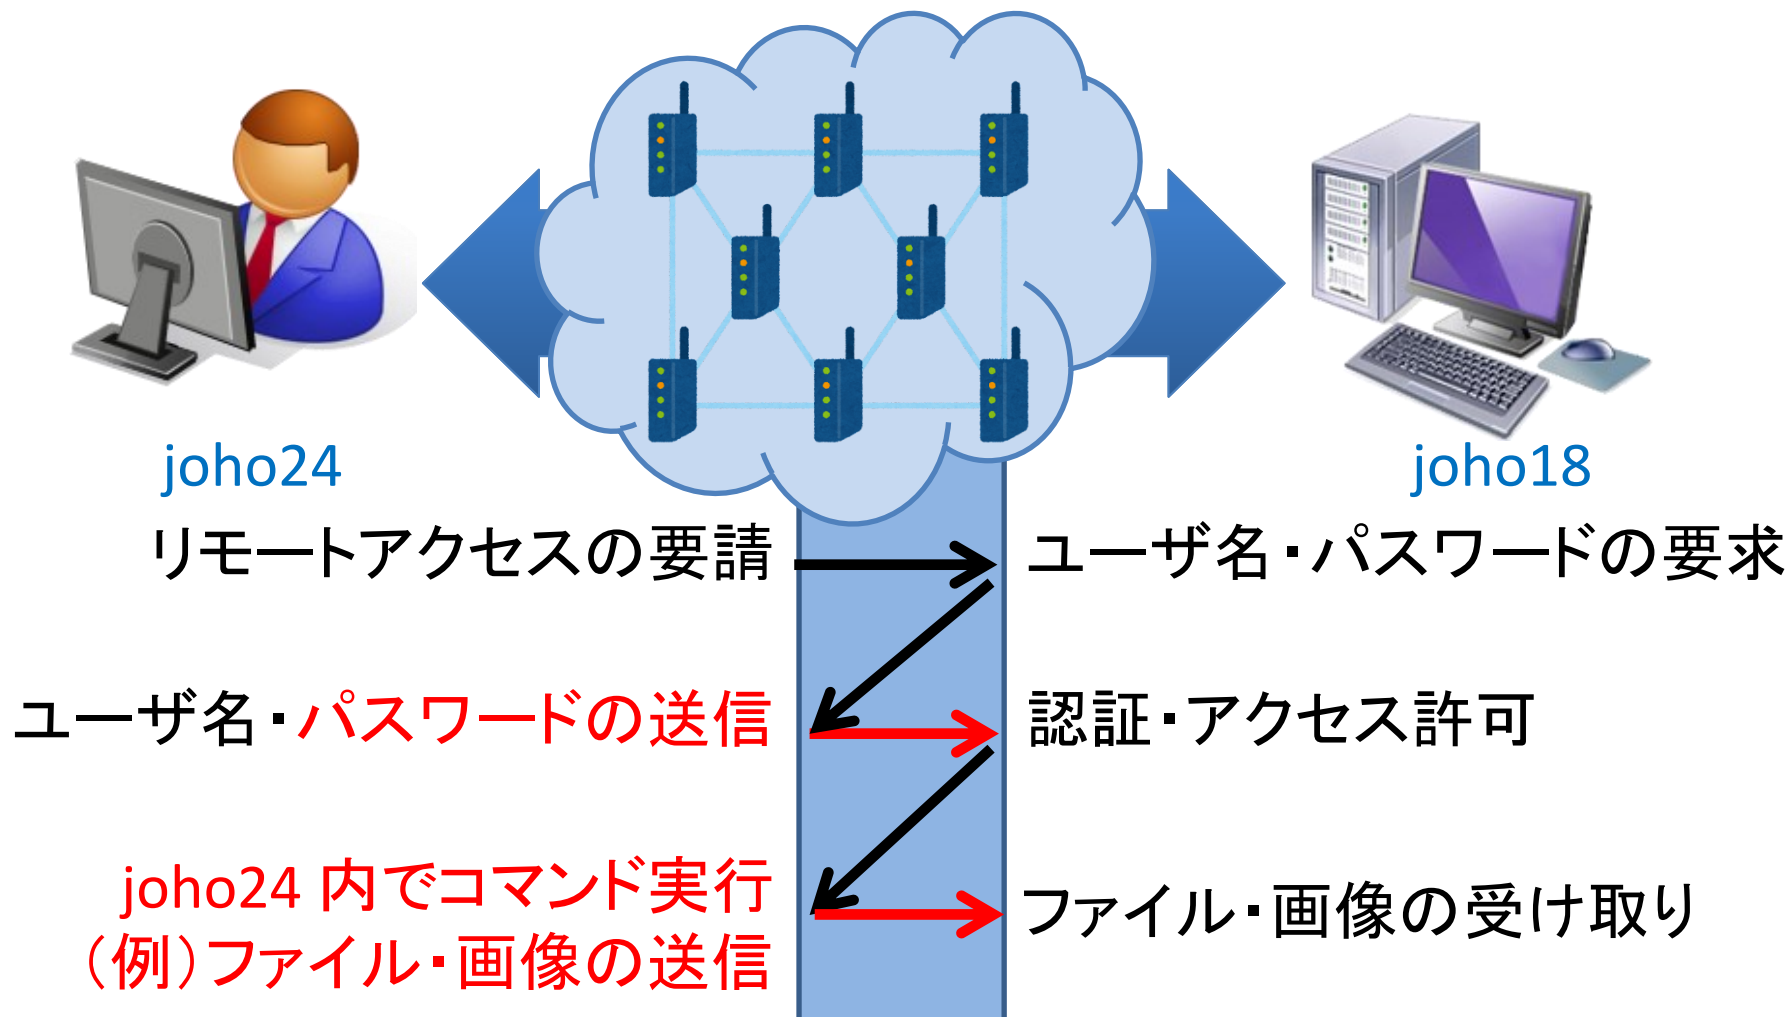 joho24
joho18
リモートアクセスの要請
ユーザ名・パスワードの要求
ユーザ名・パスワードの送信
認証・アクセス許可
joho24 内でコマンド実行
（例）ファイル・画像の送信
ファイル・画像の受け取り